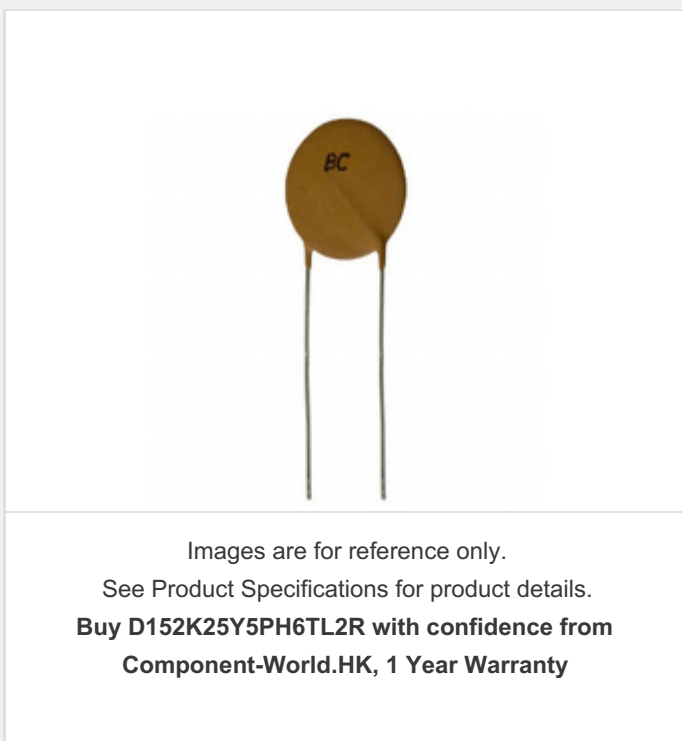 BC
Images are for reference only.
See Product Specifications for product details.
Buy D152K25Y5PH6TL2R with confidence from
Component-World.HK, 1 Year Warranty